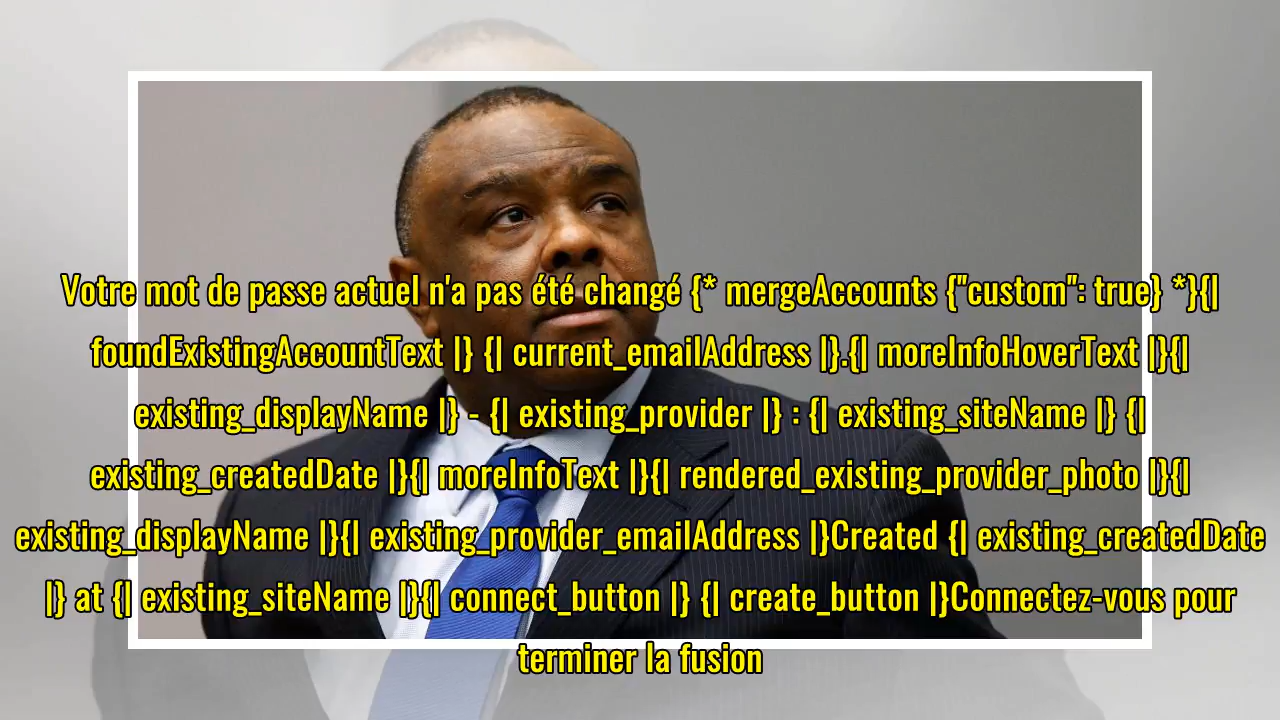 Votre mot de passe actuel n'a pas été changé {* mergeAccounts {"custom": true} *}{|
foundExistingAccountText |} {| current_emailAddress |}.{| moreInfoHoverText |}{|
existing_displayName |} - {| existing_provider |} : {| existing_siteName |} {|
existing_createdDate |}{| moreInfoText |}{| rendered_existing_provider_photo |}{|
existing_displayName |}{| existing_provider_emailAddress |}Created {| existing_createdDate
|} at {| existing_siteName |}{| connect_button |} {| create_button |}Connectez-vous pour
terminer la fusion